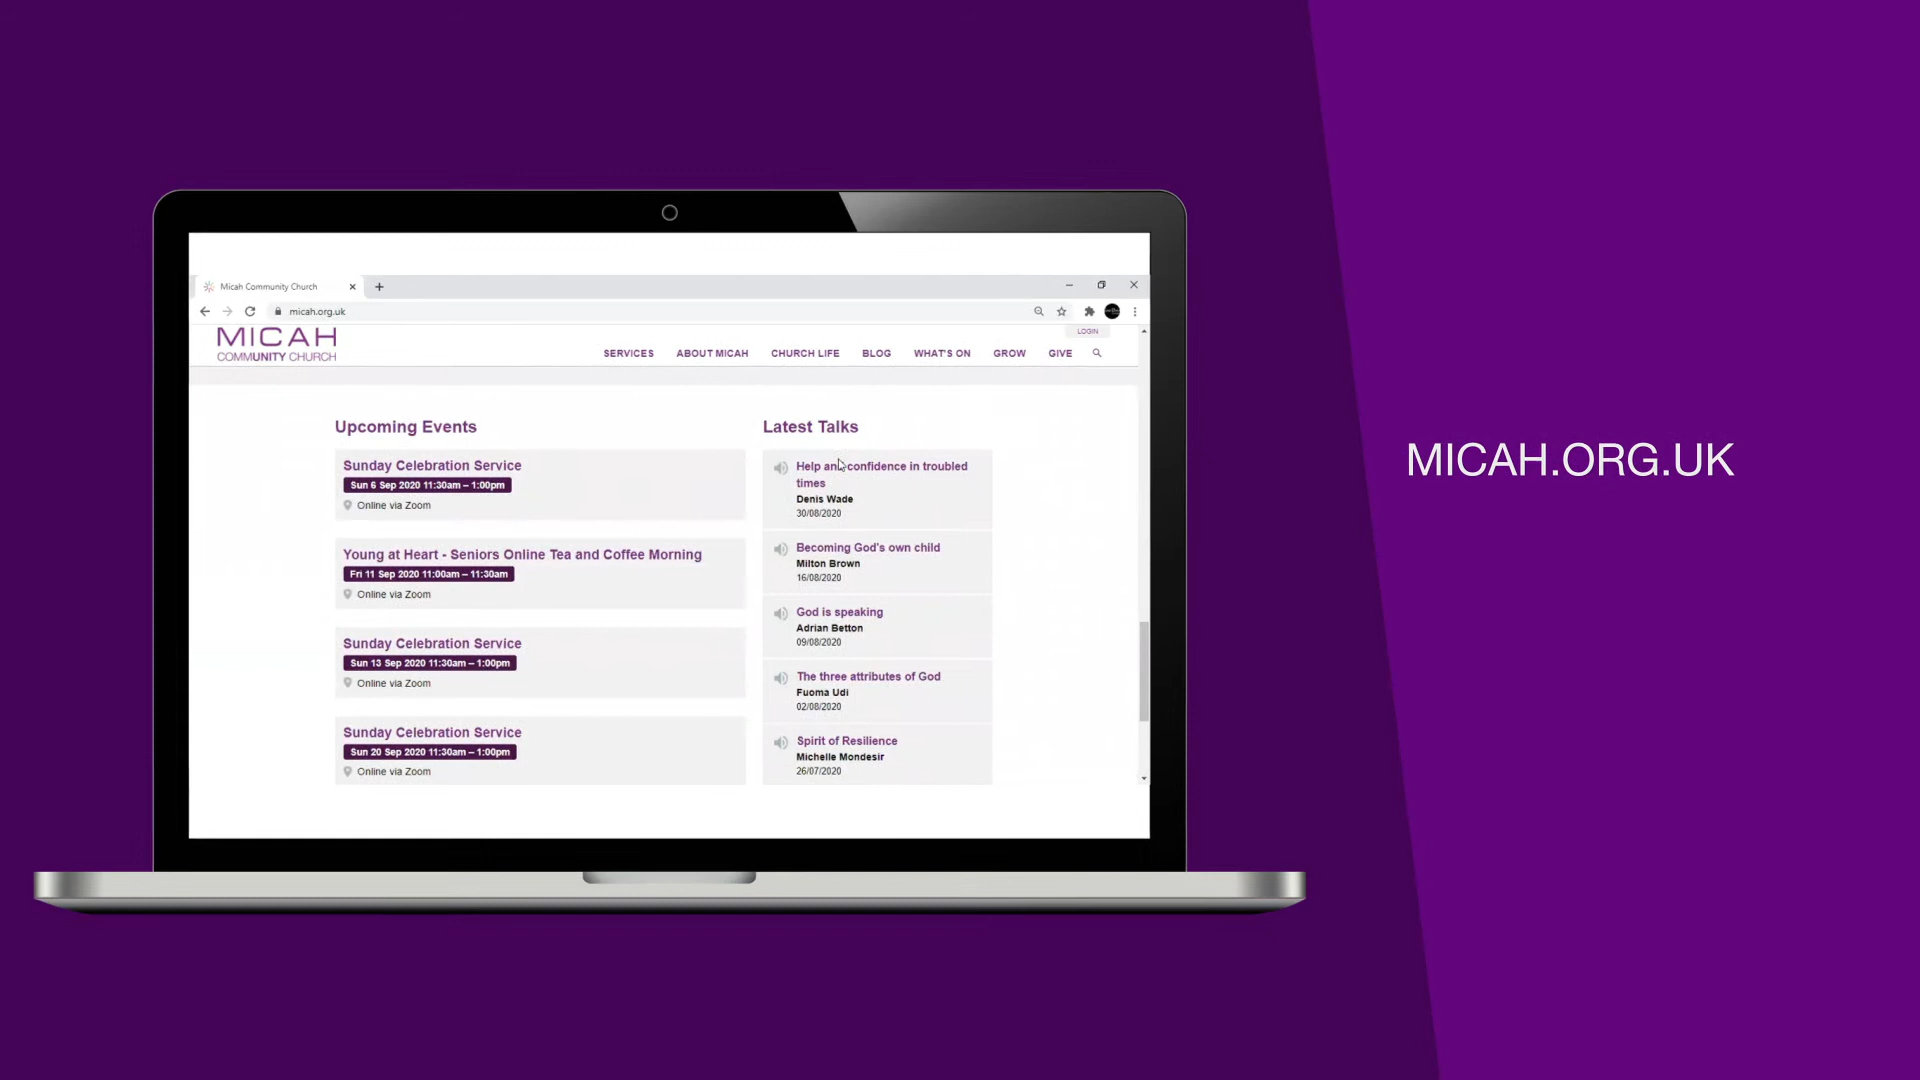 Micah Community Church
micah.org.uk
LOGIN
MICAH
COMMUNITY CHURCH
SERVICES ABOUT MICAH CHURCH LIFE BLOG WHAT'S ON GROW GIVE
Upcoming Events
Sunday Celebration Service
Sun 6 Sep 2020 11:30am – 1:00pm
Online via Zoom
Young at Heart - Seniors Online Tea and Coffee Morning
Fri 11 Sep 2020 11:00am – 11:30am
Online via Zoom
Sunday Celebration Service
Sun 13 Sep 2020 11:30am – 1:00pm
Online via Zoom
Sunday Celebration Service
Sun 20 Sep 2020 11:30am – 1:00pm
Online via Zoom
Latest Talks
Help and confidence in troubled
times
Denis Wade
30/08/2020
Becoming God's own child
Milton Brown
16/08/2020
God is speaking
Adrian Betton
09/08/2020
The three attributes of God
Fuoma Udi
02/08/2020
Spirit of Resilience
Michelle Mondesir
26/07/2020
MICAH.ORG.UK